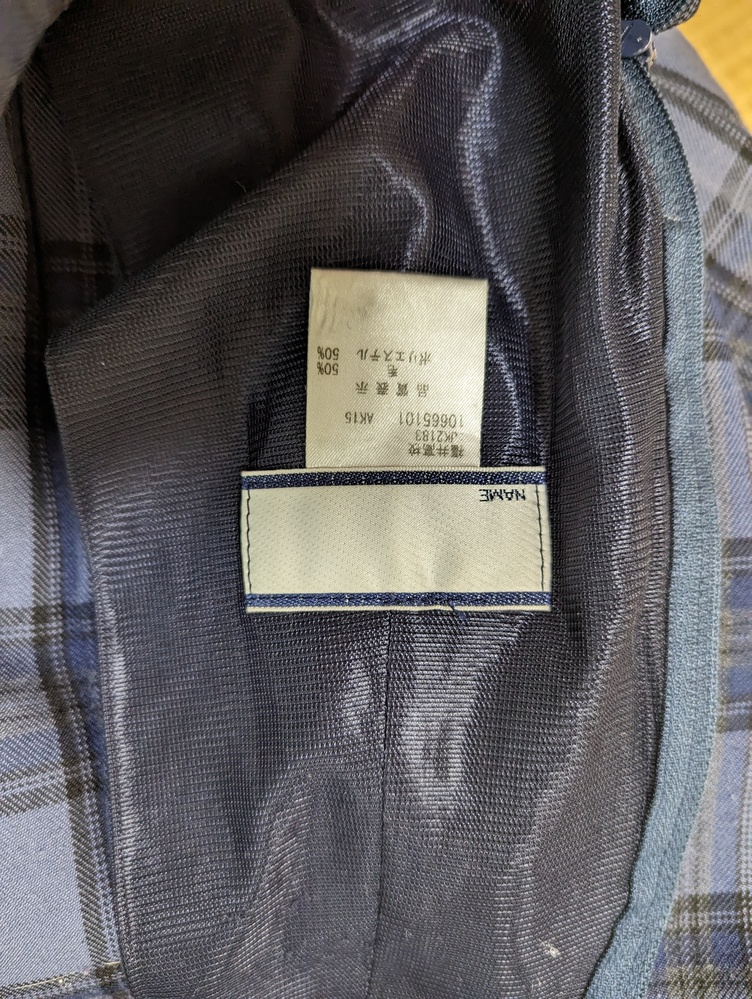 福井高校
JK2183
10665101 AK15
品質表示
毛 50%
ポリエステル 50%
NAME